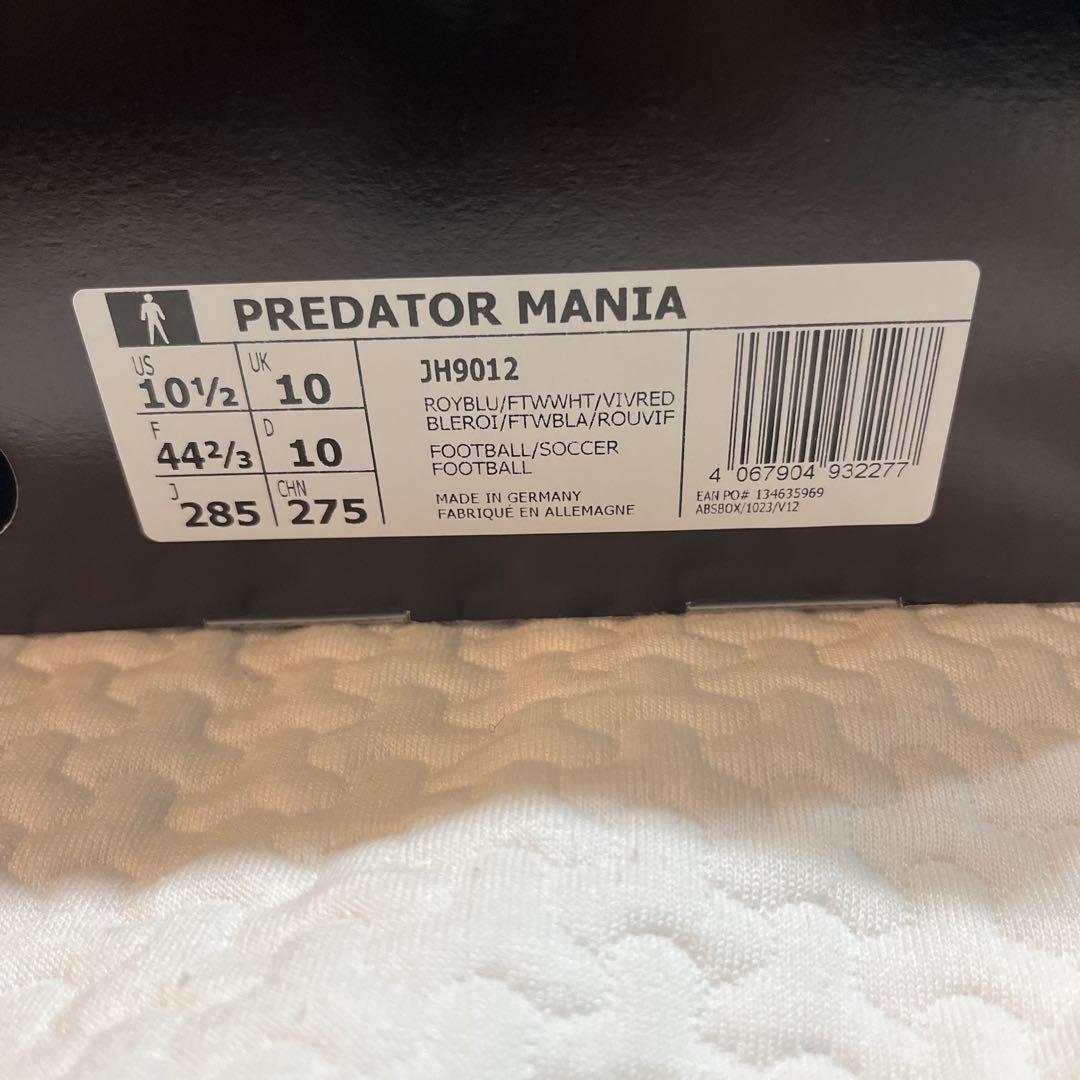 PREDATOR MANIA
US 10½
UK 10
F 44⅔
D 10
J 285
CHN 275
JH9012
ROYBLU/FTWWHT/VIVRED
BLEROI/FTWBLA/ROUVIF
FOOTBALL/SOCCER
FOOTBALL
MADE IN GERMANY
FABRIQUÉ EN ALLEMAGNE
4 067904 932277
EAN PO# 134635969
ABSBOX/1023/V12